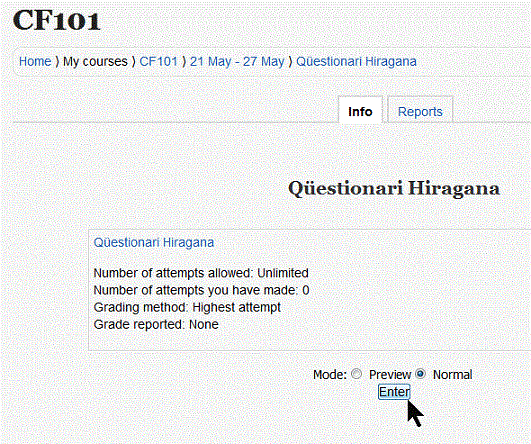 CF101
Home ⟩ My courses ⟩ CF101 ⟩ 21 May - 27 May ⟩ Qüestionari Hiragana
Info Reports
Qüestionari Hiragana
Qüestionari Hiragana
Number of attempts allowed: Unlimited
Number of attempts you have made: 0
Grading method: Highest attempt
Grade reported: None
Mode: Preview Normal
Enter